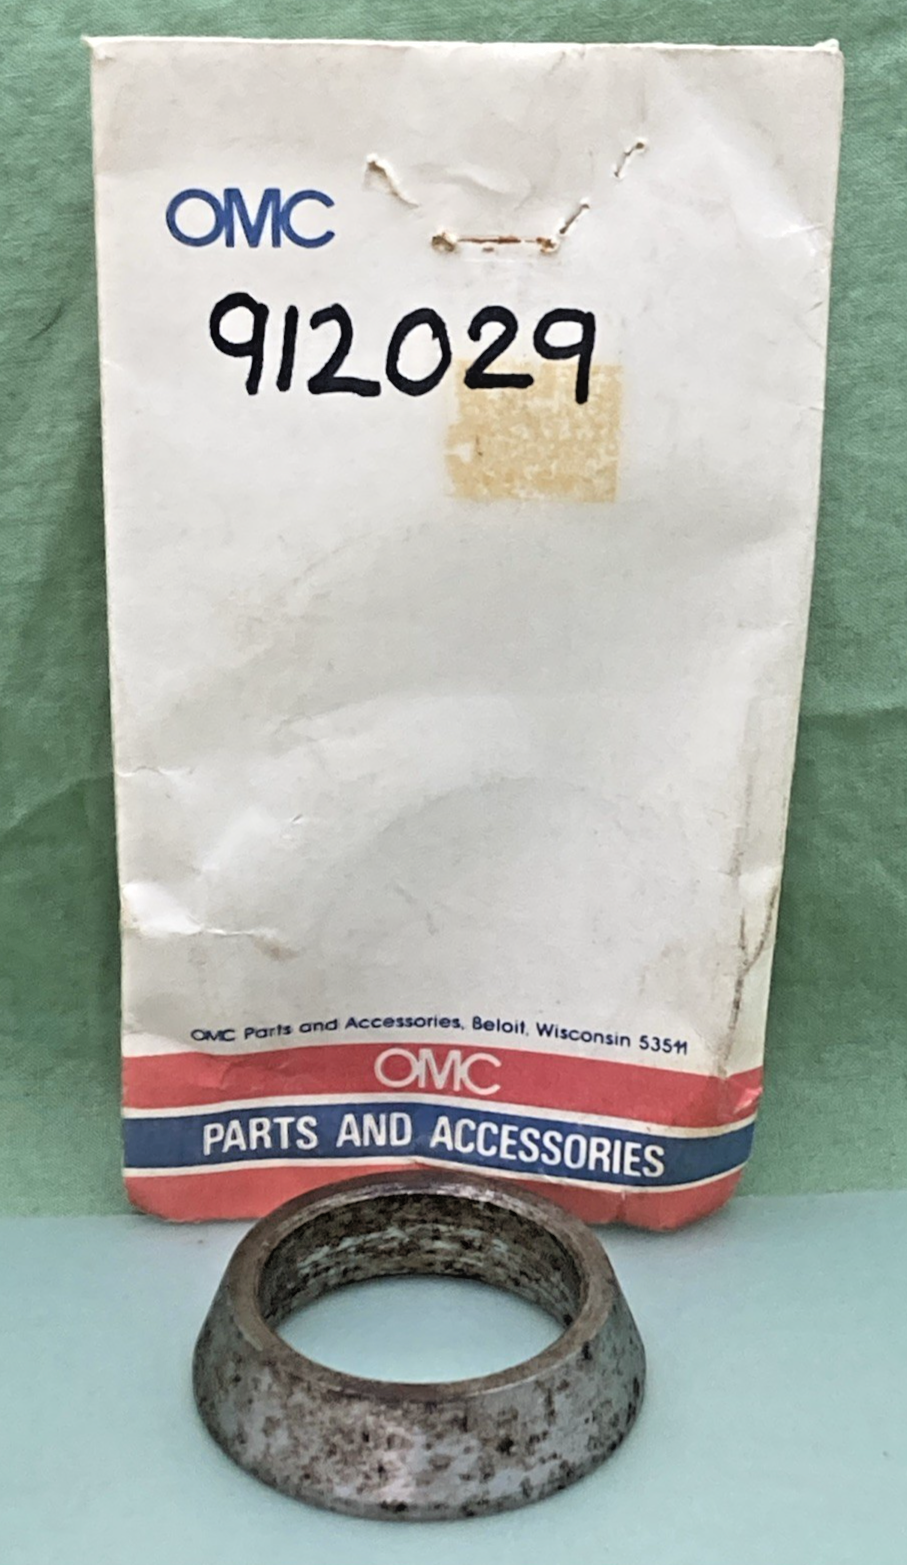 OMC
912029
OMC Parts and Accessories, Beloit, Wisconsin 53511
OMC
PARTS AND ACCESSORIES